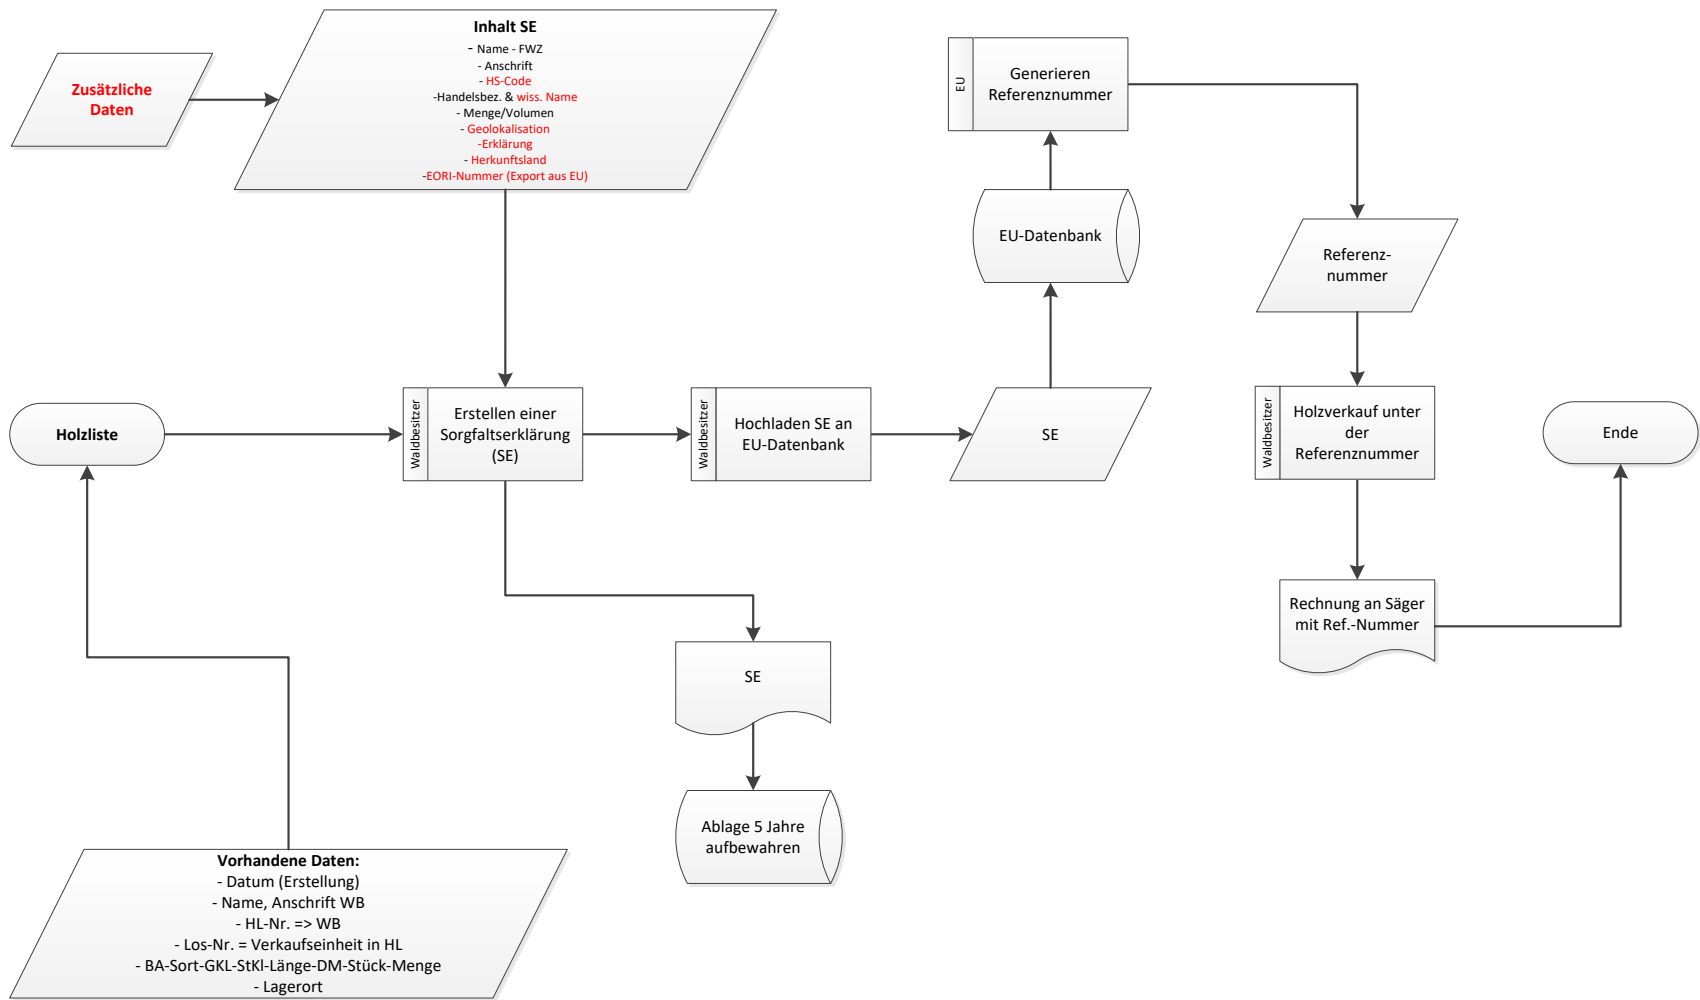 Inhalt SE
- Name - FWZ
- Anschrift
- HS-Code
-Handelsbez. & wiss. Name
- Menge/Volumen
- Geolokalisation
-Erklärung
- Herkunftsland
-EORI-Nummer (Export aus EU)
Zusätzliche
Daten
EU
Generieren
Referenznummer
EU-Datenbank
Referenz-
nummer
Holzliste
Waldbesitzer
Erstellen einer
Sorgfaltserklärung
(SE)
Waldbesitzer
Hochladen SE an
EU-Datenbank
SE
Waldbesitzer
Holzverkauf unter
der
Referenznummer
Ende
Rechnung an Säger
mit Ref.-Nummer
SE
Ablage 5 Jahre
aufbewahren
Vorhandene Daten:
- Datum (Erstellung)
- Name, Anschrift WB
- HL-Nr. => WB
- Los-Nr. = Verkaufseinheit in HL
- BA-Sort-GKL-StKl-Länge-DM-Stück-Menge
- Lagerort